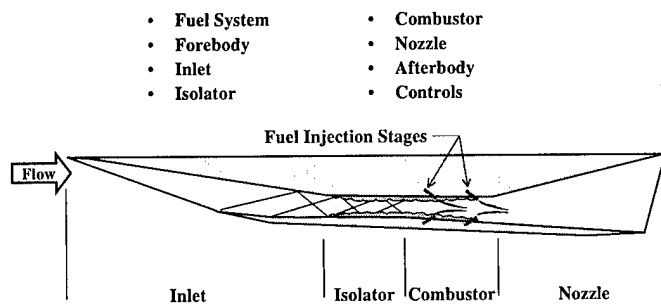 • Fuel System
• Forebody
• Inlet
• Isolator
• Combustor
• Nozzle
• Afterbody
• Controls
Fuel Injection Stages
Flow
Inlet
Isolator
Combustor
Nozzle